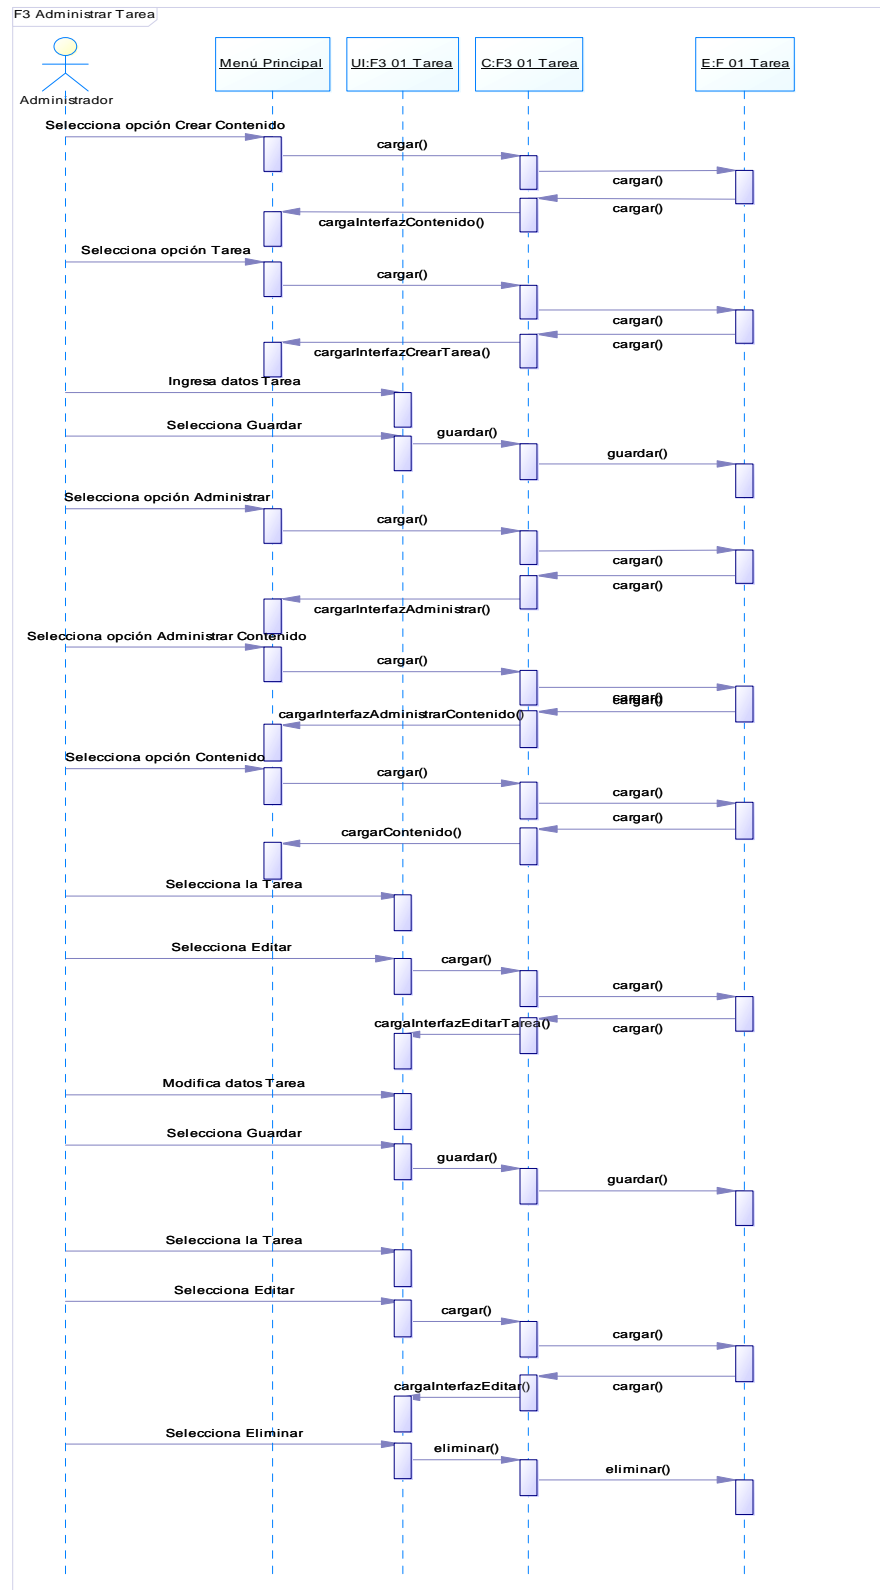 F3 Administrar Tarea
Menú Principal
UI:F3 01 Tarea
C:F3 01 Tarea
E:F 01 Tarea
Administrador
Selecciona opción Crear Contenido
cargar()
cargar()
cargar()
cargaInterfazContenido()
Selecciona opción Tarea
cargar()
cargar()
cargar()
cargarInterfazCrearTarea()
Ingresa datos Tarea
Selecciona Guardar
guardar()
guardar()
Selecciona opción Administrar
cargar()
cargar()
cargar()
cargarInterfazAdministrar()
Selecciona opción Administrar Contenido
cargar()
cargar()
cargar()
cargarInterfazAdministrarContenido()
Selecciona opción Contenido
cargar()
cargar()
cargar()
cargarContenido()
Selecciona la Tarea
Selecciona Editar
cargar()
cargar()
cargaInterfazEditarTarea()
cargar()
Modifica datos Tarea
Selecciona Guardar
guardar()
guardar()
Selecciona la Tarea
Selecciona Editar
cargar()
cargar()
cargaInterfazEditar()
cargar()
Selecciona Eliminar
eliminar()
eliminar()